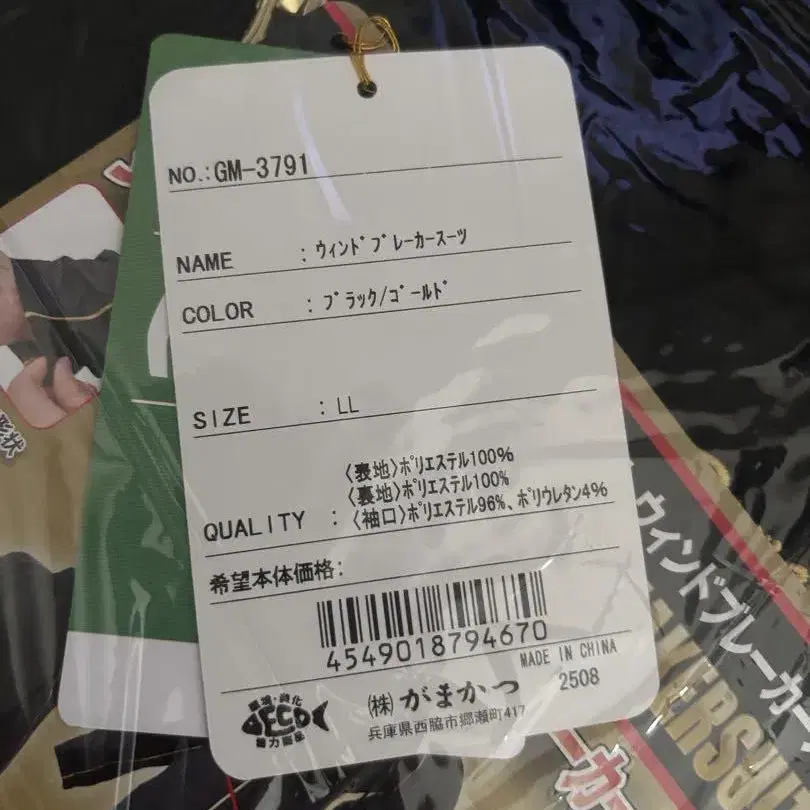 NO.:GM-3791
NAME : ｳｨﾝﾄﾞﾌﾞﾚｰｶｰｽｰﾂ
COLOR : ﾌﾞﾗｯｸ/ｺﾞｰﾙﾄﾞ
SIZE : LL
〈表地〉ﾎﾟﾘｴｽﾃﾙ100%
〈裏地〉ﾎﾟﾘｴｽﾃﾙ100%
QUALITY : 〈袖口〉ﾎﾟﾘｴｽﾃﾙ96%、ﾎﾟﾘｳﾚﾀﾝ4%
希望本体価格:
4549018794670
MADE IN CHINA
ECO
(株) がまかつ 2508
兵庫県西脇市郷瀬町417
ウィンドブレーカー